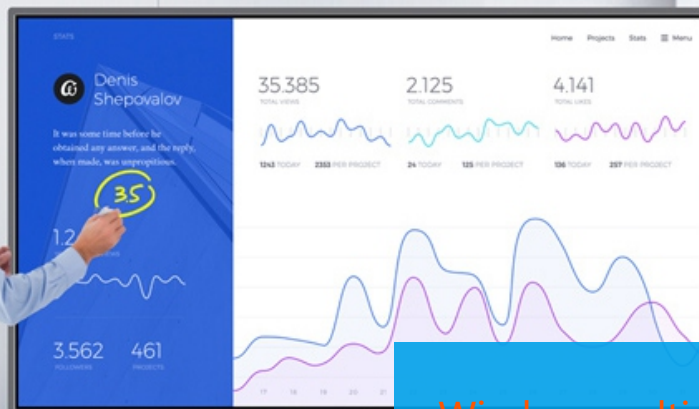 STATS
Home Projects Stats Menu
Denis
Shepovalov
It was some time before he
obtained any answer, and the reply,
when made, was unpropitious.
3.5
1.2
3.562 461
FOLLOWERS PROJECTS
35.385 2.125 4.141
TOTAL VIEWS TOTAL COMMENTS TOTAL LIKES
1243 TODAY 2353 PER PROJECT 24 TODAY 125 PER PROJECT 136 TODAY 257 PER PROJECT
17 18 19 20 21